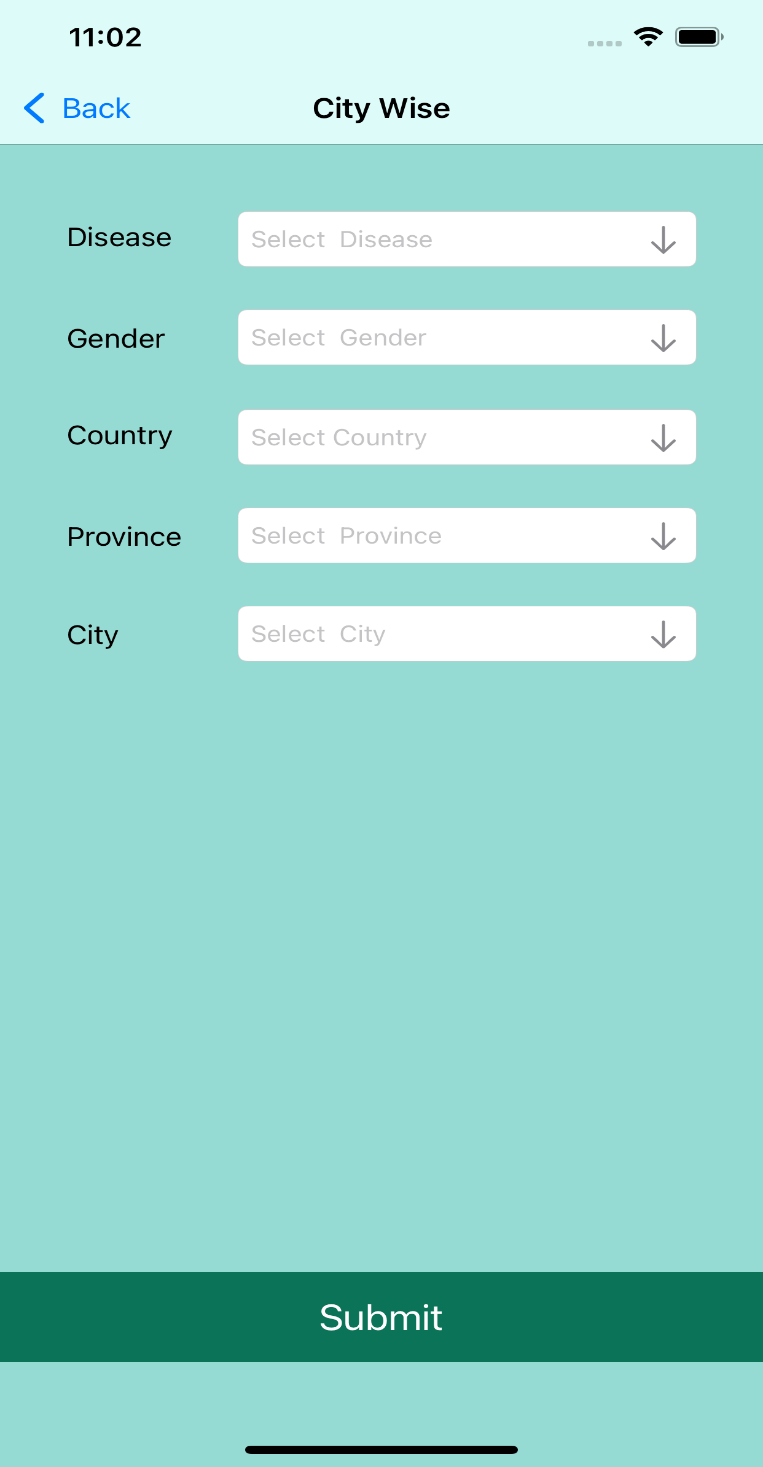 11:02
Back City Wise
Disease Select  Disease
Gender Select  Gender
Country Select Country
Province Select  Province
City Select  City
Submit